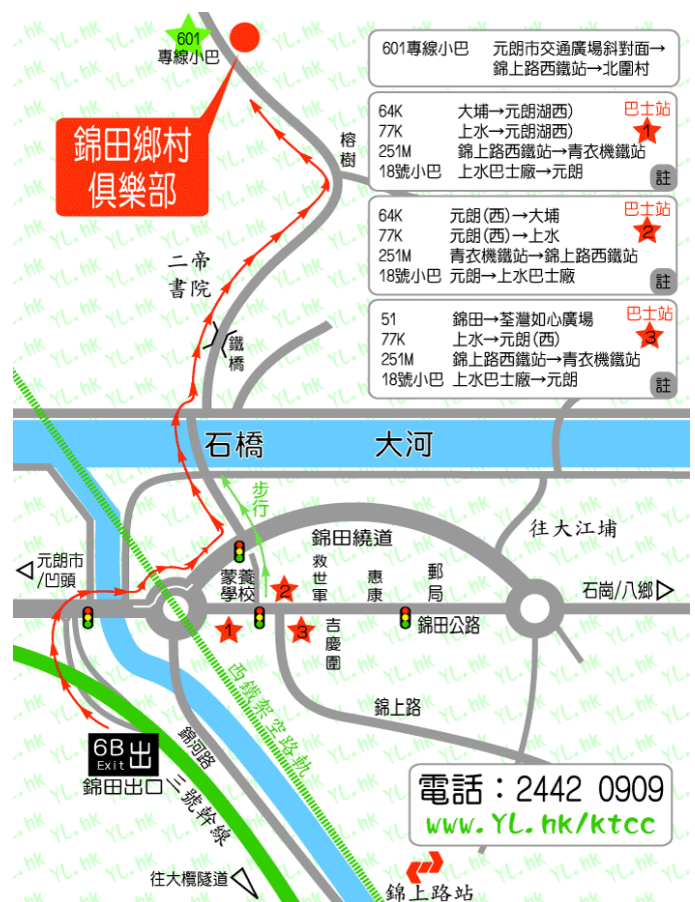 601
專線小巴
錦田鄉村
俱樂部
601專線小巴 元朗市交通廣場斜對面→
錦上路西鐵站→北圍村
64K 大埔→元朗湖西) 巴士站
77K 上水→元朗湖西) 1
251M 錦上路西鐵站→青衣機鐵站
18號小巴 上水巴士廠→元朗 註
64K 元朗(西)→大埔 巴士站
77K 元朗(西)→上水 2
251M 青衣機鐵站→錦上路西鐵站
18號小巴 元朗→上水巴士廠 註
51 錦田→荃灣如心廣場 巴士站
77K 上水→元朗(西) 3
251M 錦上路西鐵站→青衣機鐵站
18號小巴 上水巴士廠→元朗 註
榕樹
二帝
書院
鐵橋
石橋 大河
步行
錦田繞道
往大江埔
元朗市
/凹頭
蒙養
學校
救世軍
惠康
郵局
石崗/八鄉
1
2
3
吉慶圍
錦田公路
西鐵架空路軌
錦上路
錦河路
6B出
Exit
錦田出口
三號幹線
電話：2442 0909
www.YL.hk/ktcc
往大欖隧道
錦上路站
YL.hk